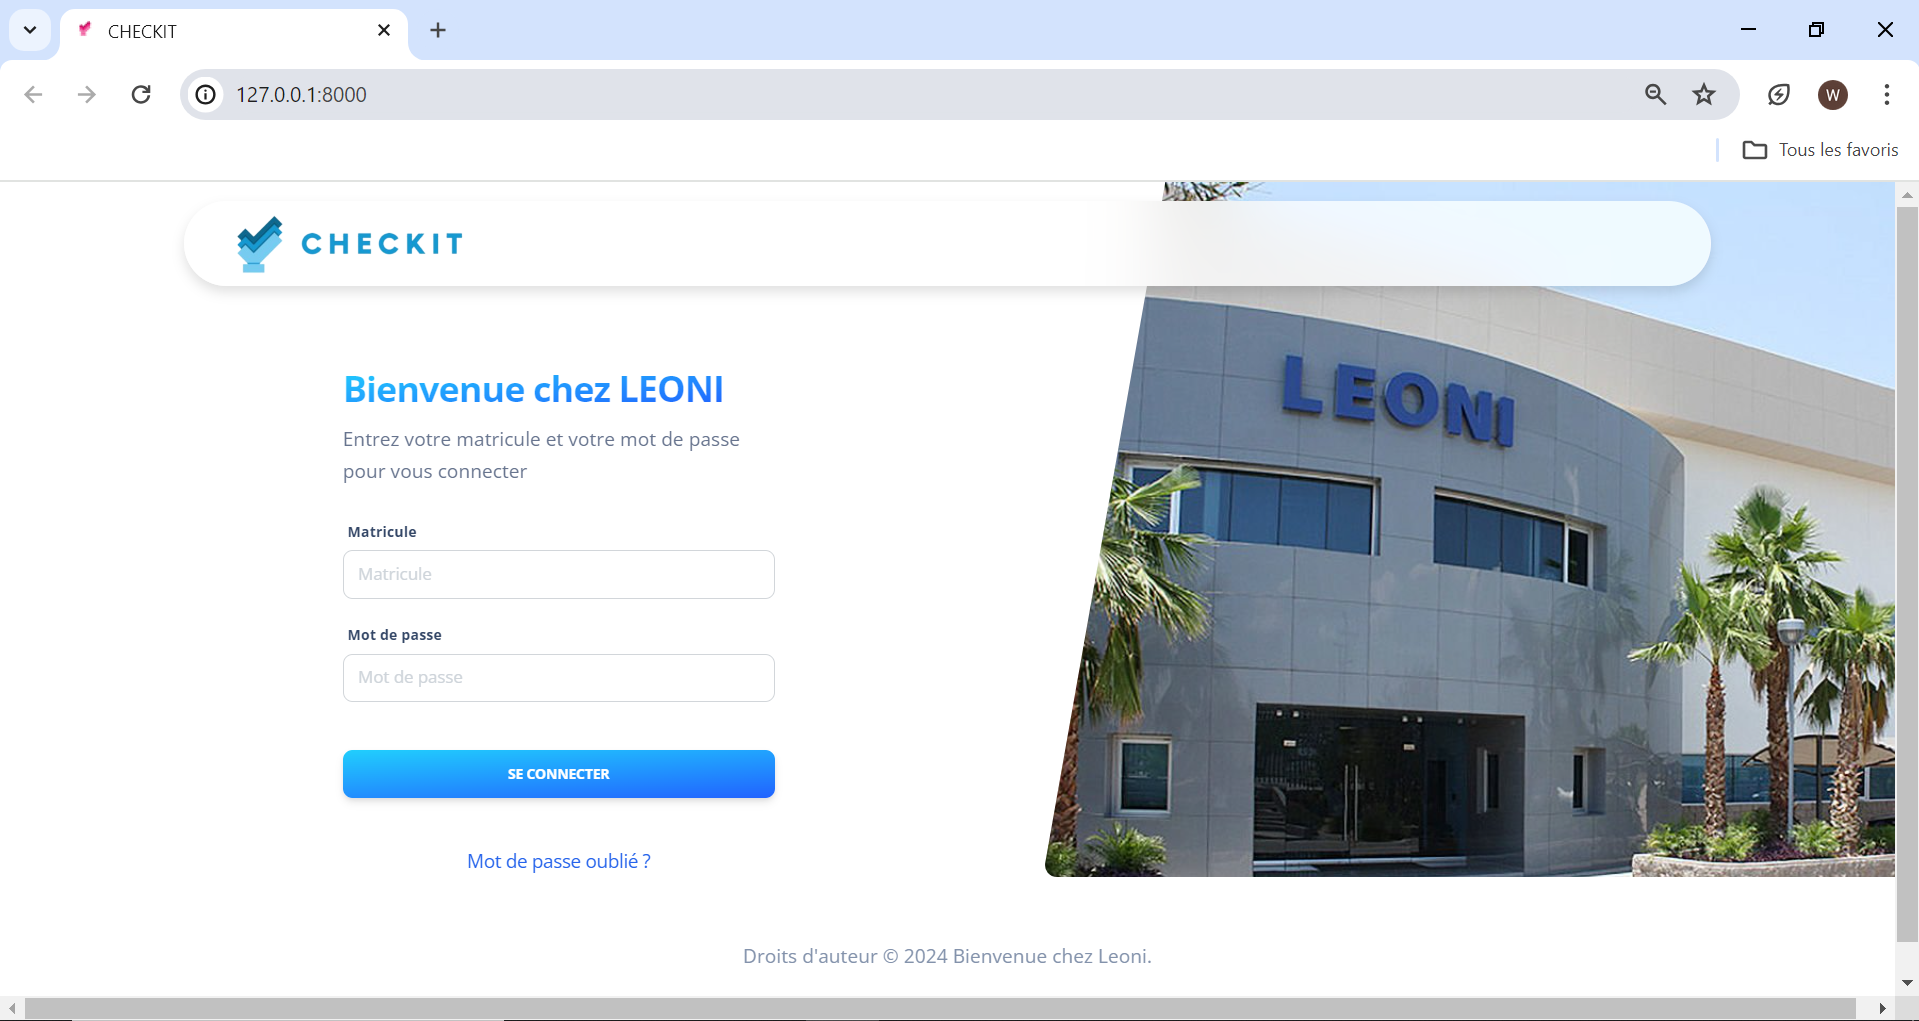 CHECKIT
127.0.0.1:8000
W
Tous les favoris
CHECKIT
LEONI
Bienvenue chez LEONI
Entrez votre matricule et votre mot de passe
pour vous connecter
Matricule
Matricule
Mot de passe
Mot de passe
SE CONNECTER
Mot de passe oublié ?
Droits d'auteur © 2024 Bienvenue chez Leoni.